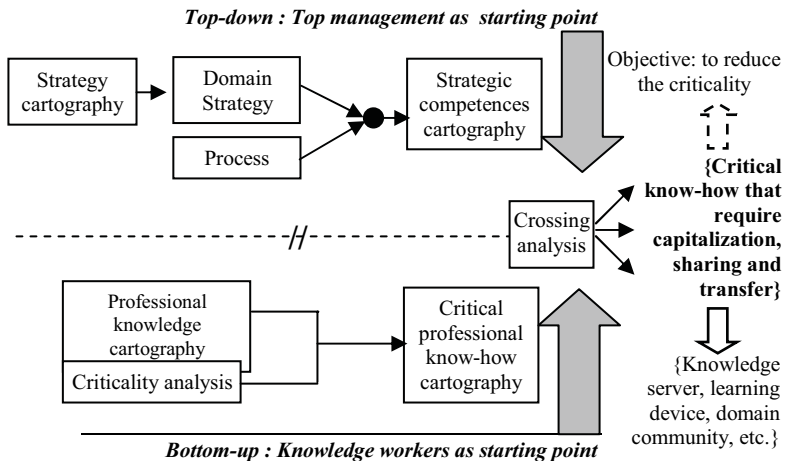 Top-down : Top management as starting point
Strategy
cartography
Domain
Strategy
Process
Strategic
competences
cartography
Objective: to reduce
the criticality
{Critical
know-how that
require
capitalization,
sharing and
transfer}
Crossing
analysis
Professional
knowledge
cartography
Criticality analysis
Critical
professional
know-how
cartography
{Knowledge
server, learning
device, domain
community, etc.}
Bottom-up : Knowledge workers as starting point